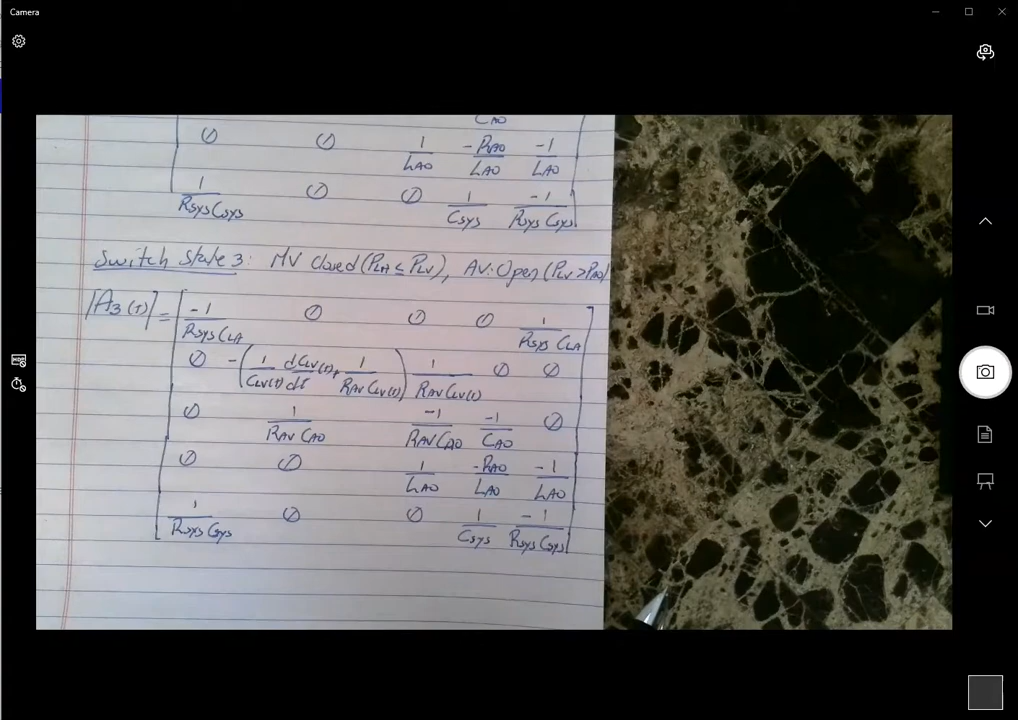 Camera
CAO
∅ ∅ 1/LAO -RAO/LAO -1/LAO
1/RSYSCSYS ∅ ∅ 1/CSYS -1/RSYSCSYS
Switch State 3: MV Closed (PLA ≤ PLV), AV: Open (PLV > PAO)
[A3(t)] = [ -1/RSYSCLA ∅ ∅ ∅ 1/RSYSCLA
∅ -(1/CLV(t) dCLV(t)/dt + 1/RAVCLV(t)) 1/RAVCLV(t) ∅ ∅
∅ 1/RAVCAO -1/RAVCAO -1/CAO ∅
∅ ∅ 1/LAO -RAO/LAO -1/LAO
1/RSYSCSYS ∅ ∅ 1/CSYS -1/RSYSCSYS ]